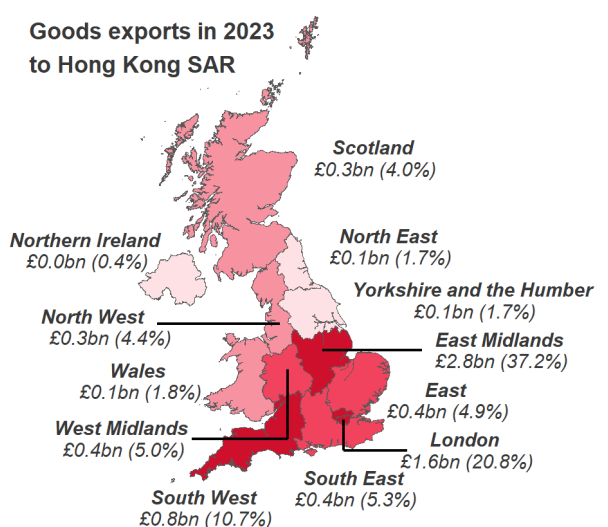 Goods exports in 2023
to Hong Kong SAR
Scotland
£0.3bn (4.0%)
Northern Ireland
£0.0bn (0.4%)
North East
£0.1bn (1.7%)
Yorkshire and the Humber
£0.1bn (1.7%)
North West
£0.3bn (4.4%)
East Midlands
£2.8bn (37.2%)
Wales
£0.1bn (1.8%)
East
£0.4bn (4.9%)
West Midlands
£0.4bn (5.0%)
London
£1.6bn (20.8%)
South East
£0.4bn (5.3%)
South West
£0.8bn (10.7%)